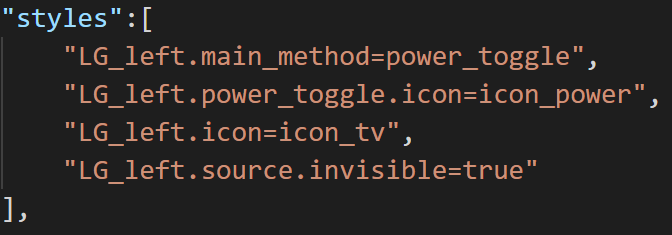 "styles":[
"LG_left.main_method=power_toggle",
"LG_left.power_toggle.icon=icon_power",
"LG_left.icon=icon_tv",
"LG_left.source.invisible=true"
],